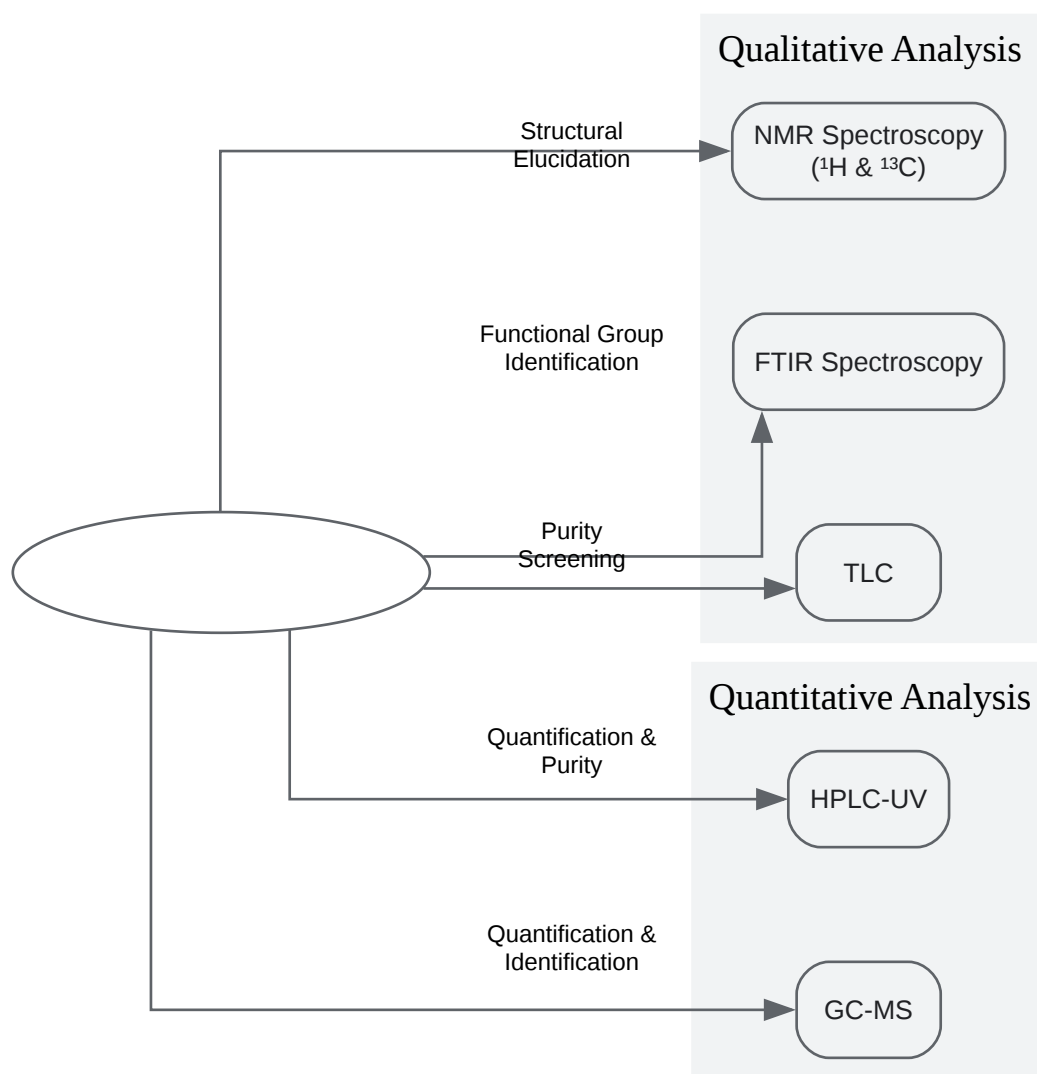 Qualitative Analysis
Structural
Elucidation
NMR Spectroscopy
(¹H & ¹³C)
Functional Group
Identification
FTIR Spectroscopy
Purity
Screening
TLC
Quantitative Analysis
Quantification &
Purity
HPLC-UV
Quantification &
Identification
GC-MS